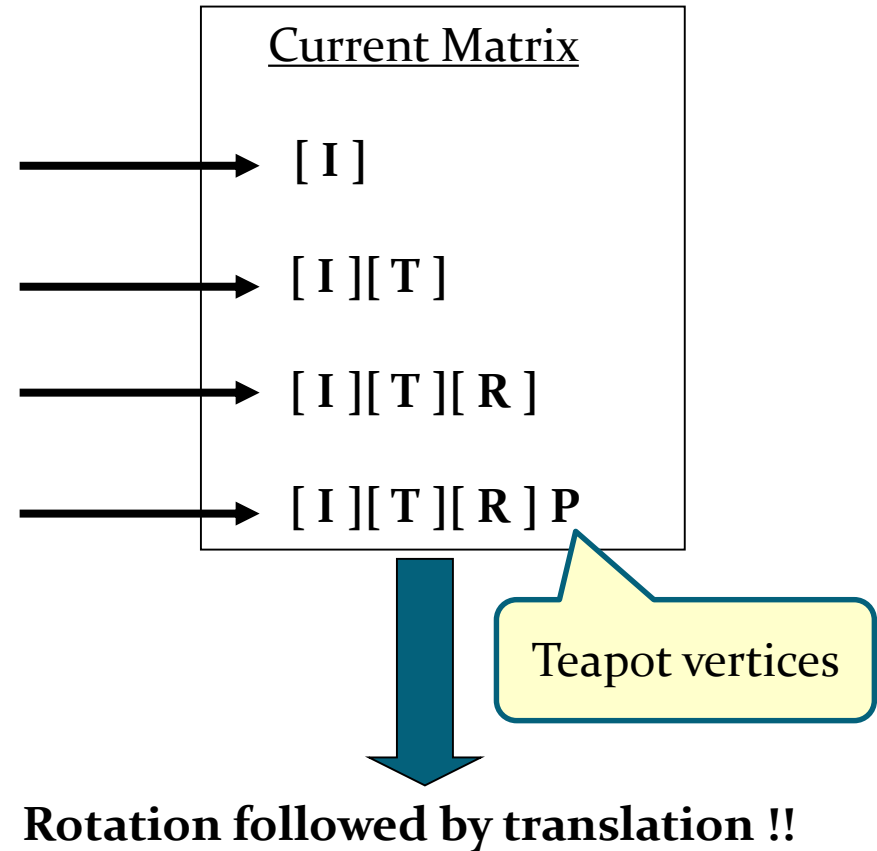 Current Matrix
[ I ]
[ I ][ T ]
[ I ][ T ][ R ]
[ I ][ T ][ R ] P
Teapot vertices
Rotation followed by translation !!